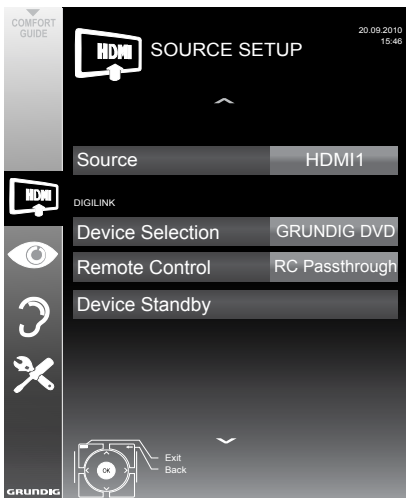 COMFORT
GUIDE
HDMI
SOURCE SETUP
20.09.2010
15:46
Source
HDMI1
HDMI
DIGILINK
Device Selection
GRUNDIG DVD
Remote Control
RC Passthrough
Device Standby
Exit
Back
OK
GRUNDIG